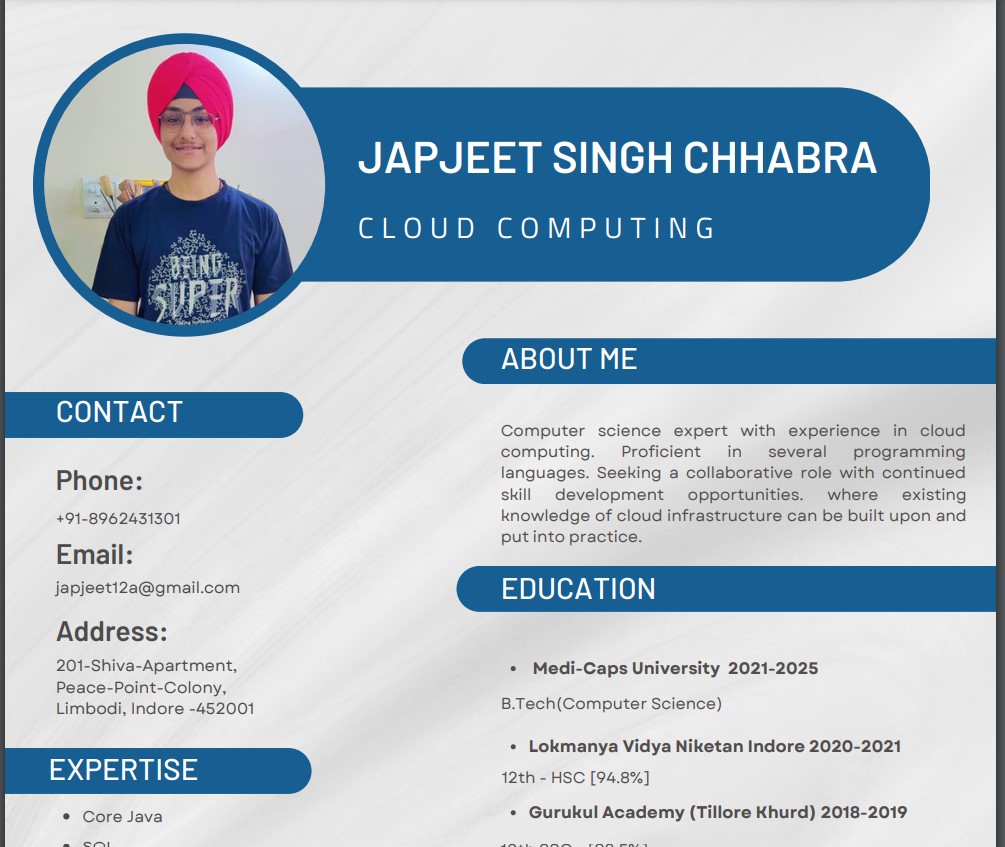 JAPJEET SINGH CHHABRA
CLOUD COMPUTING
BEING
SUPER
CONTACT
Phone:
+91-8962431301
Email:
japjeet12a@gmail.com
Address:
201-Shiva-Apartment,
Peace-Point-Colony,
Limbodi, Indore -452001
EXPERTISE
Core Java
SQL
ABOUT ME
Computer science expert with experience in cloud
computing. Proficient in several programming
languages. Seeking a collaborative role with continued
skill development opportunities. where existing
knowledge of cloud infrastructure can be built upon and
put into practice.
EDUCATION
• Medi-Caps University 2021-2025
B.Tech(Computer Science)
• Lokmanya Vidya Niketan Indore 2020-2021
12th - HSC [94.8%]
• Gurukul Academy (Tillore Khurd) 2018-2019